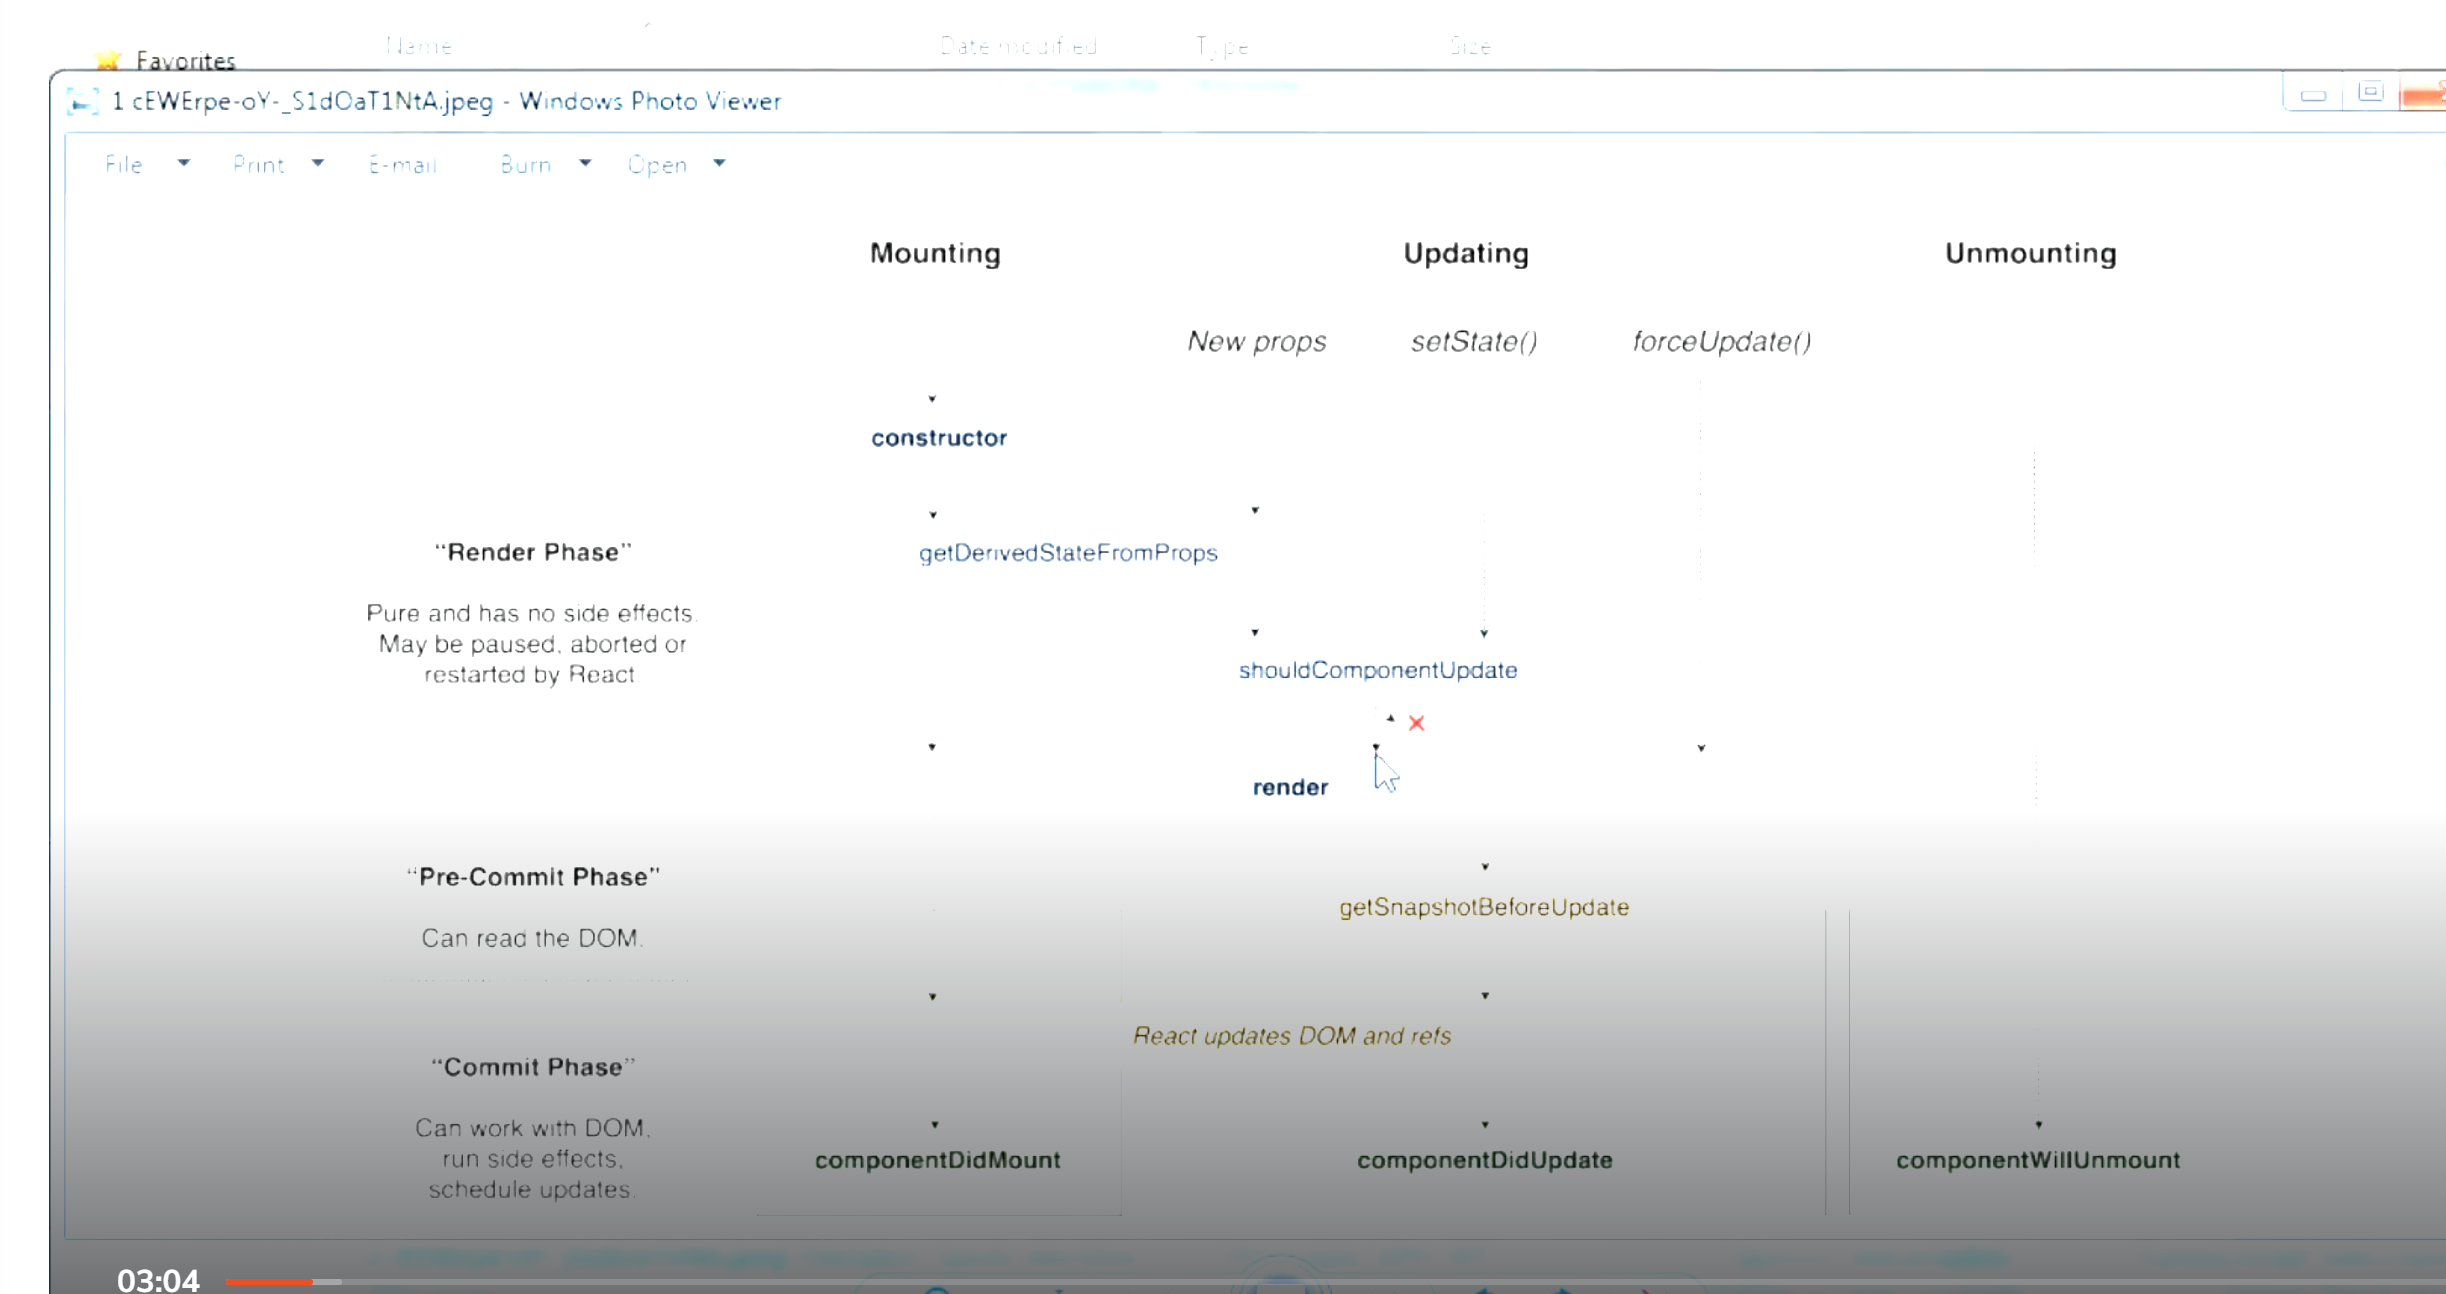 Name Date modified Type Size
Favorites
1 cEWErpe-oY-_S1dOaT1NtA.jpeg - Windows Photo Viewer
File Print E-mail Burn Open
Mounting Updating Unmounting
New props setState() forceUpdate()
constructor
"Render Phase" getDerivedStateFromProps
Pure and has no side effects.
May be paused, aborted or
restarted by React
shouldComponentUpdate
render
"Pre-Commit Phase"
getSnapshotBeforeUpdate
Can read the DOM.
React updates DOM and refs
"Commit Phase"
Can work with DOM,
run side effects,
schedule updates.
componentDidMount componentDidUpdate componentWillUnmount
03:04